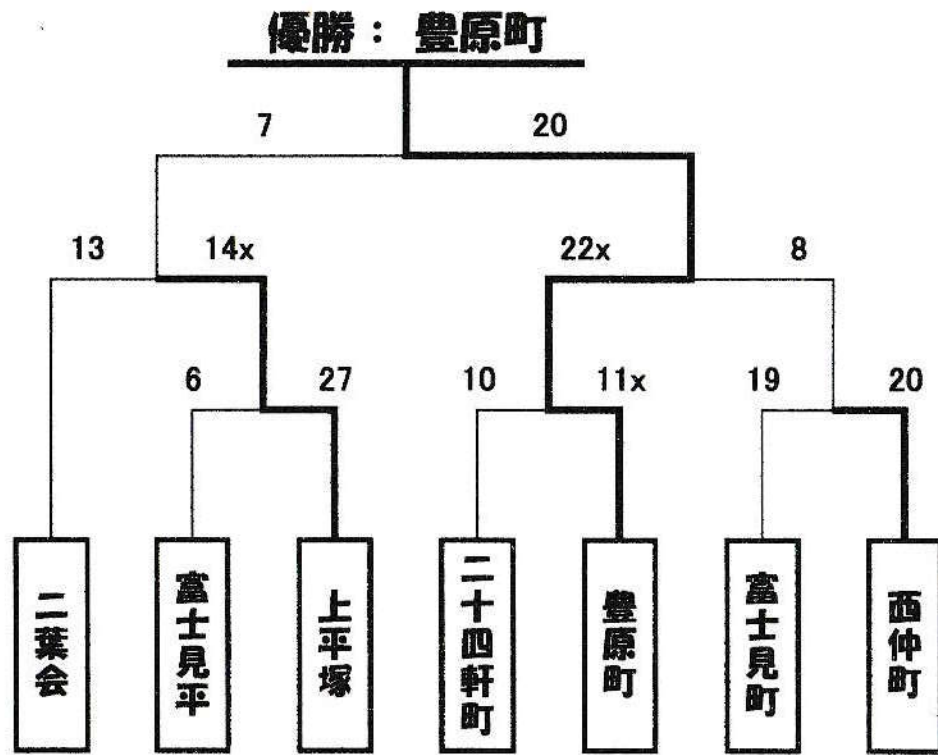 優勝： 豊原町
7 20
13 14x 22x 8
6 27 10 11x 19 20
二葉会
富士見平
上平塚
二十四軒町
豊原町
富士見町
西仲町